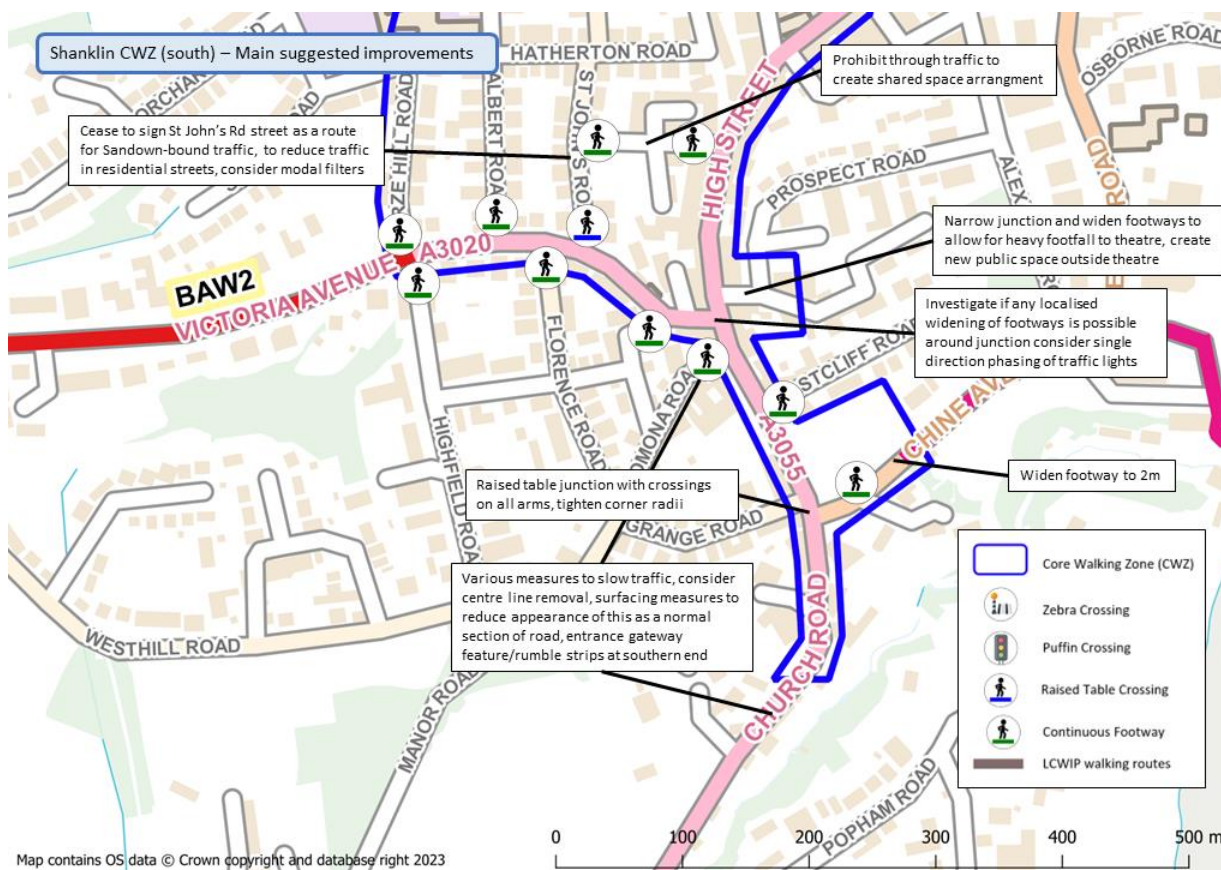 Shanklin CWZ (south) – Main suggested improvements
HATHERTON ROAD
OSBORNE ROAD
Prohibit through traffic to
create shared space arrangment
Cease to sign St John's Rd street as a route
for Sandown-bound traffic, to reduce traffic
in residential streets, consider modal filters
ALBERT ROAD
HIGH STREET
PROSPECT ROAD
Narrow junction and widen footways to
allow for heavy footfall to theatre, create
new public space outside
theatre
BAW2
VICTORIA AVENUE
A3020
Investigate if any localised
widening of footways is possible
around junction consider single
direction phasing of traffic lights
FLORENCE ROAD
HIGHFIELD ROAD
A3055
Raised table junction with crossings
on all arms, tighten corner radii
GRANGE ROAD
Widen footway to 2m
Various measures to slow traffic, consider
centre line removal, surfacing measures to
reduce appearance of this as a normal
section of road, entrance gateway
feature/rumble strips at southern end
WESTHILL ROAD
MANOR ROAD
CHURCH ROAD
POPHAM ROAD
Core Walking Zone (CWZ)
Zebra Crossing
Puffin Crossing
Raised Table Crossing
Continuous Footway
LCWIP walking routes
0 100 200 300 400 500 m
Map contains OS data © Crown copyright and database right 2023